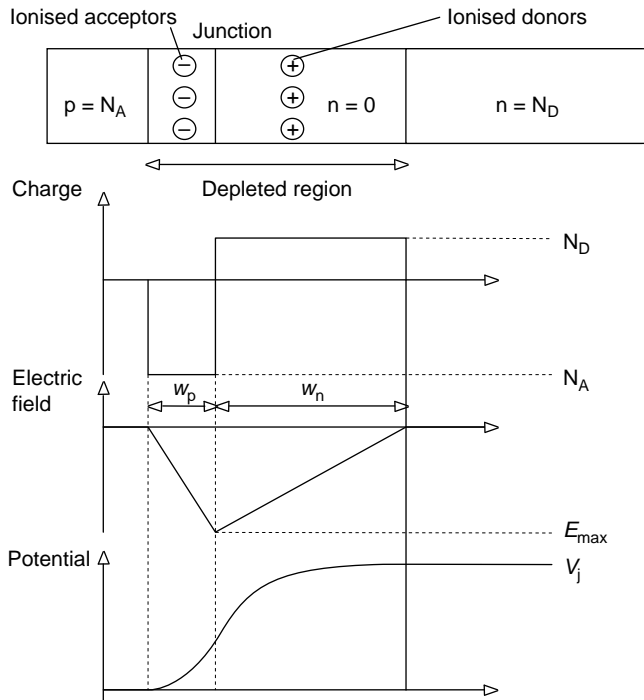 Ionised acceptors
Junction
Ionised donors
p = N_A
− +
− +
− +
n = 0
n = N_D
Depleted region
Charge
N_D
N_A
Electric
field
w_p
w_n
E_max
Potential
V_j